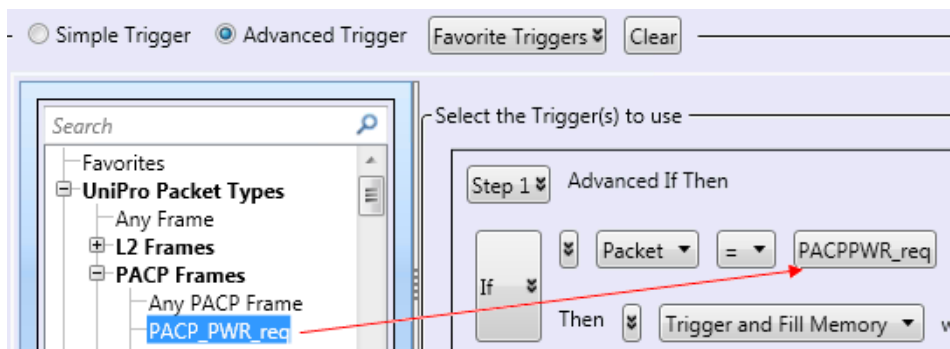 Simple Trigger Advanced Trigger Favorite Triggers Clear
Search
Favorites
UniPro Packet Types
Any Frame
L2 Frames
PACP Frames
Any PACP Frame
PACP_PWR_req
Select the Trigger(s) to use
Step 1 Advanced If Then
If Packet = PACPPWR_req
Then Trigger and Fill Memory